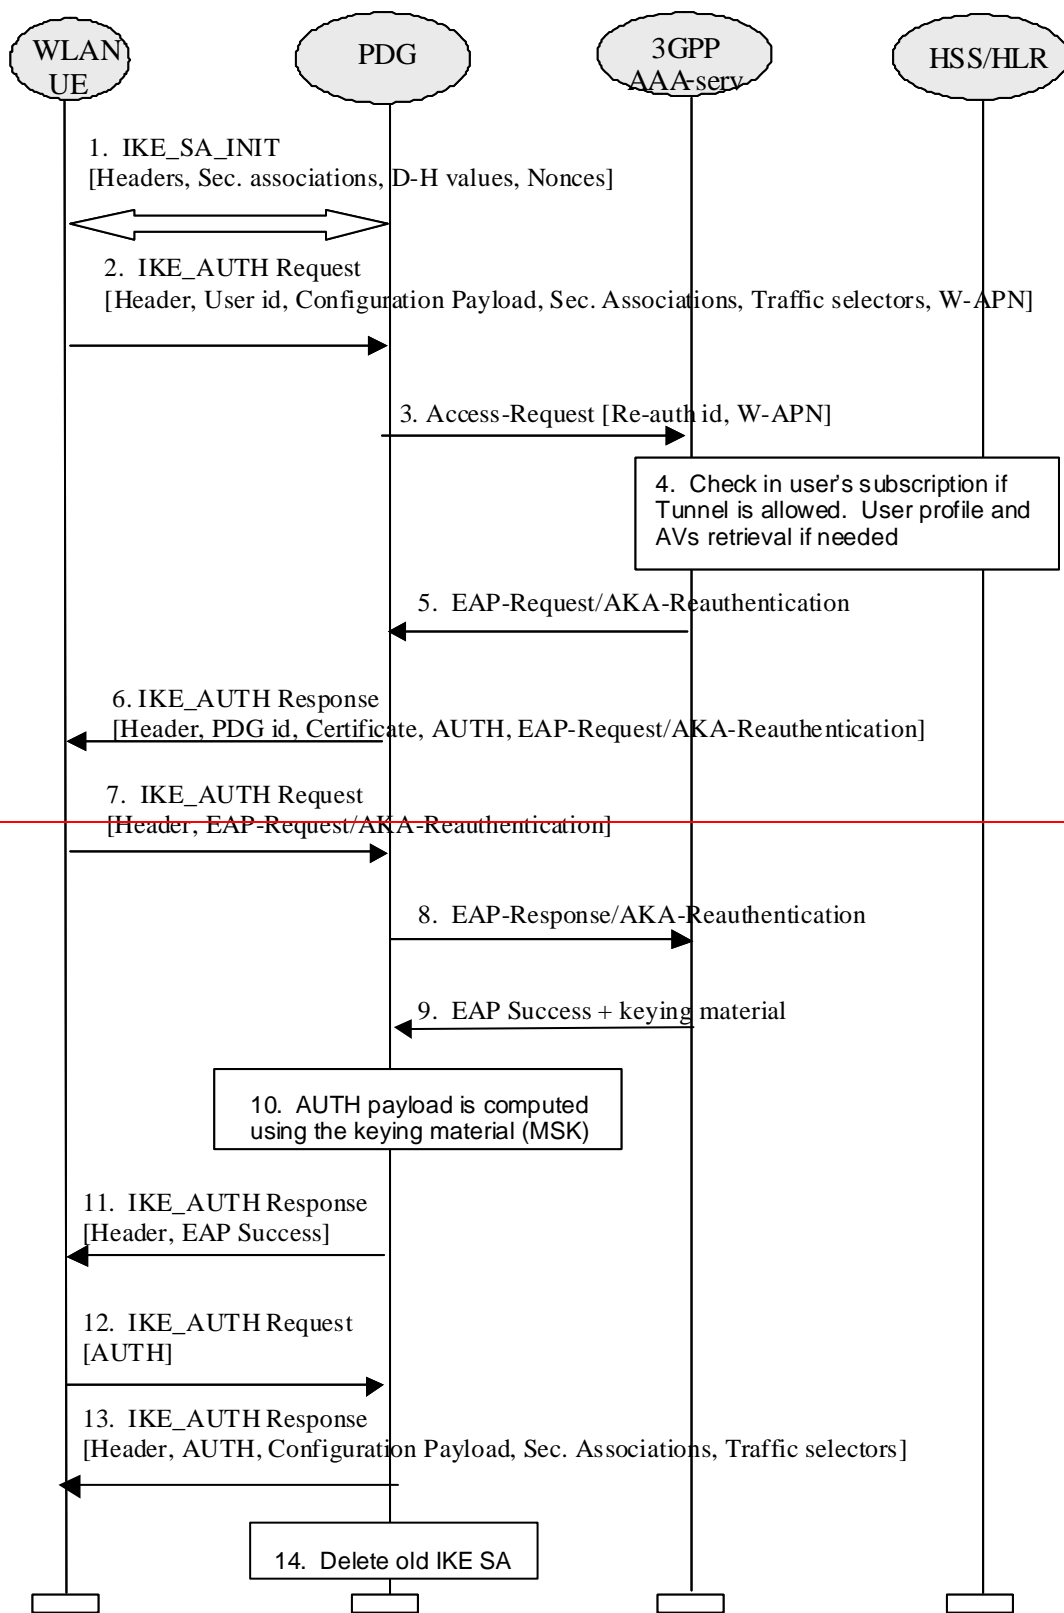 WLAN
UE
PDG
3GPP
AAA-serv
HSS/HLR
1. IKE_SA_INIT
[Headers, Sec. associations, D-H values, Nonces]
2. IKE_AUTH Request
[Header, User id, Configuration Payload, Sec. Associations, Traffic selectors, W-APN]
3. Access-Request [Re-auth id, W-APN]
4. Check in user's subscription if
Tunnel is allowed. User profile and
AVs retrieval if needed
5. EAP-Request/AKA-Reauthentication
6. IKE_AUTH Response
[Header, PDG id, Certificate, AUTH, EAP-Request/AKA-Reauthentication]
7. IKE_AUTH Request
[Header, EAP-Request/AKA-Reauthentication]
8. EAP-Response/AKA-Reauthentication
9. EAP Success + keying material
10. AUTH payload is computed
using the keying material (MSK)
11. IKE_AUTH Response
[Header, EAP Success]
12. IKE_AUTH Request
[AUTH]
13. IKE_AUTH Response
[Header, AUTH, Configuration Payload, Sec. Associations, Traffic selectors]
14. Delete old IKE SA